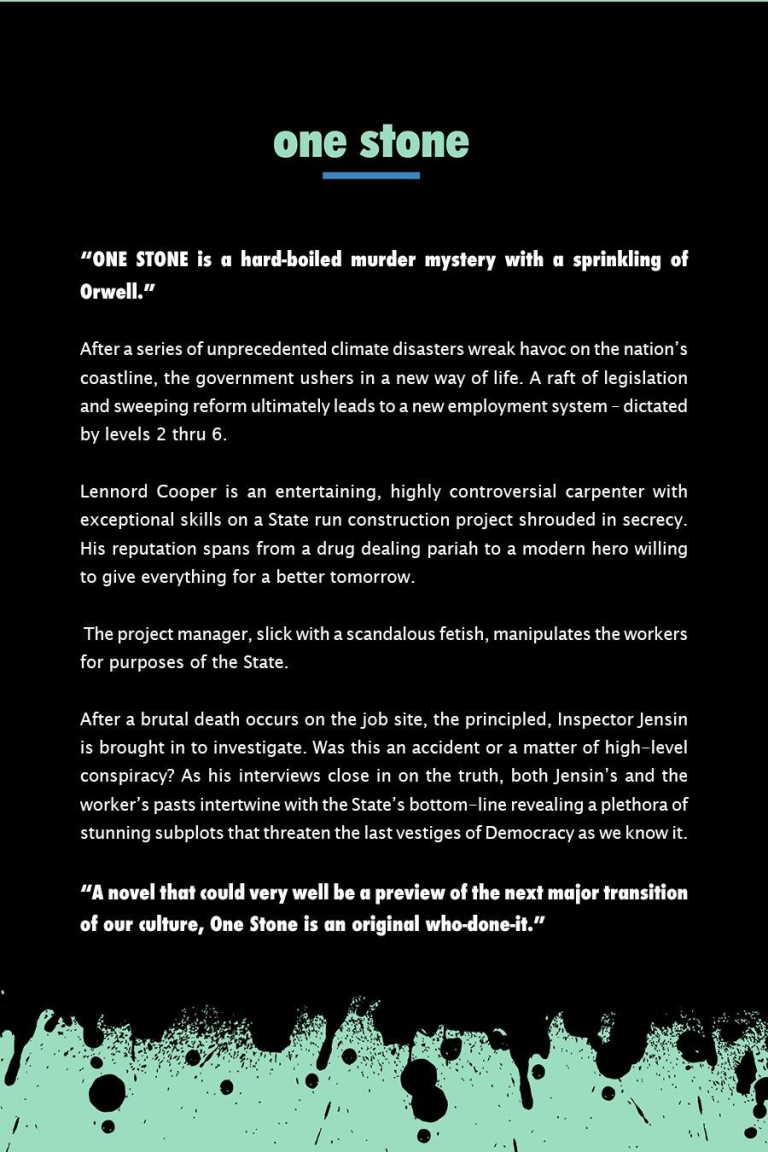 one stone
“ONE STONE is a hard-boiled murder mystery with a sprinkling of
Orwell.”
After a series of unprecedented climate disasters wreak havoc on the nation’s
coastline, the government ushers in a new way of life. A raft of legislation
and sweeping reform ultimately leads to a new employment system – dictated
by levels 2 thru 6.
Lennord Cooper is an entertaining, highly controversial carpenter with
exceptional skills on a State run construction project shrouded in secrecy.
His reputation spans from a drug dealing pariah to a modern hero willing
to give everything for a better tomorrow.
The project manager, slick with a scandalous fetish, manipulates the workers
for purposes of the State.
After a brutal death occurs on the job site, the principled, Inspector Jensin
is brought in to investigate. Was this an accident or a matter of high-level
conspiracy? As his interviews close in on the truth, both Jensin’s and the
worker’s pasts intertwine with the State’s bottom-line revealing a plethora of
stunning subplots that threaten the last vestiges of Democracy as we know it.
“A novel that could very well be a preview of the next major transition
of our culture, One Stone is an original who-done-it.”